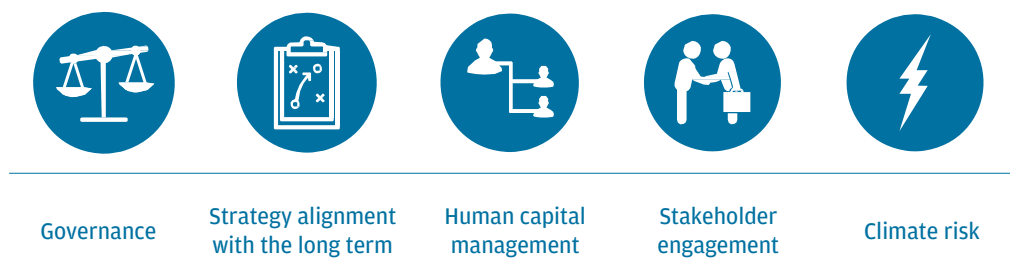 Governance
Strategy alignment
with the long term
Human capital
management
Stakeholder
engagement
Climate risk